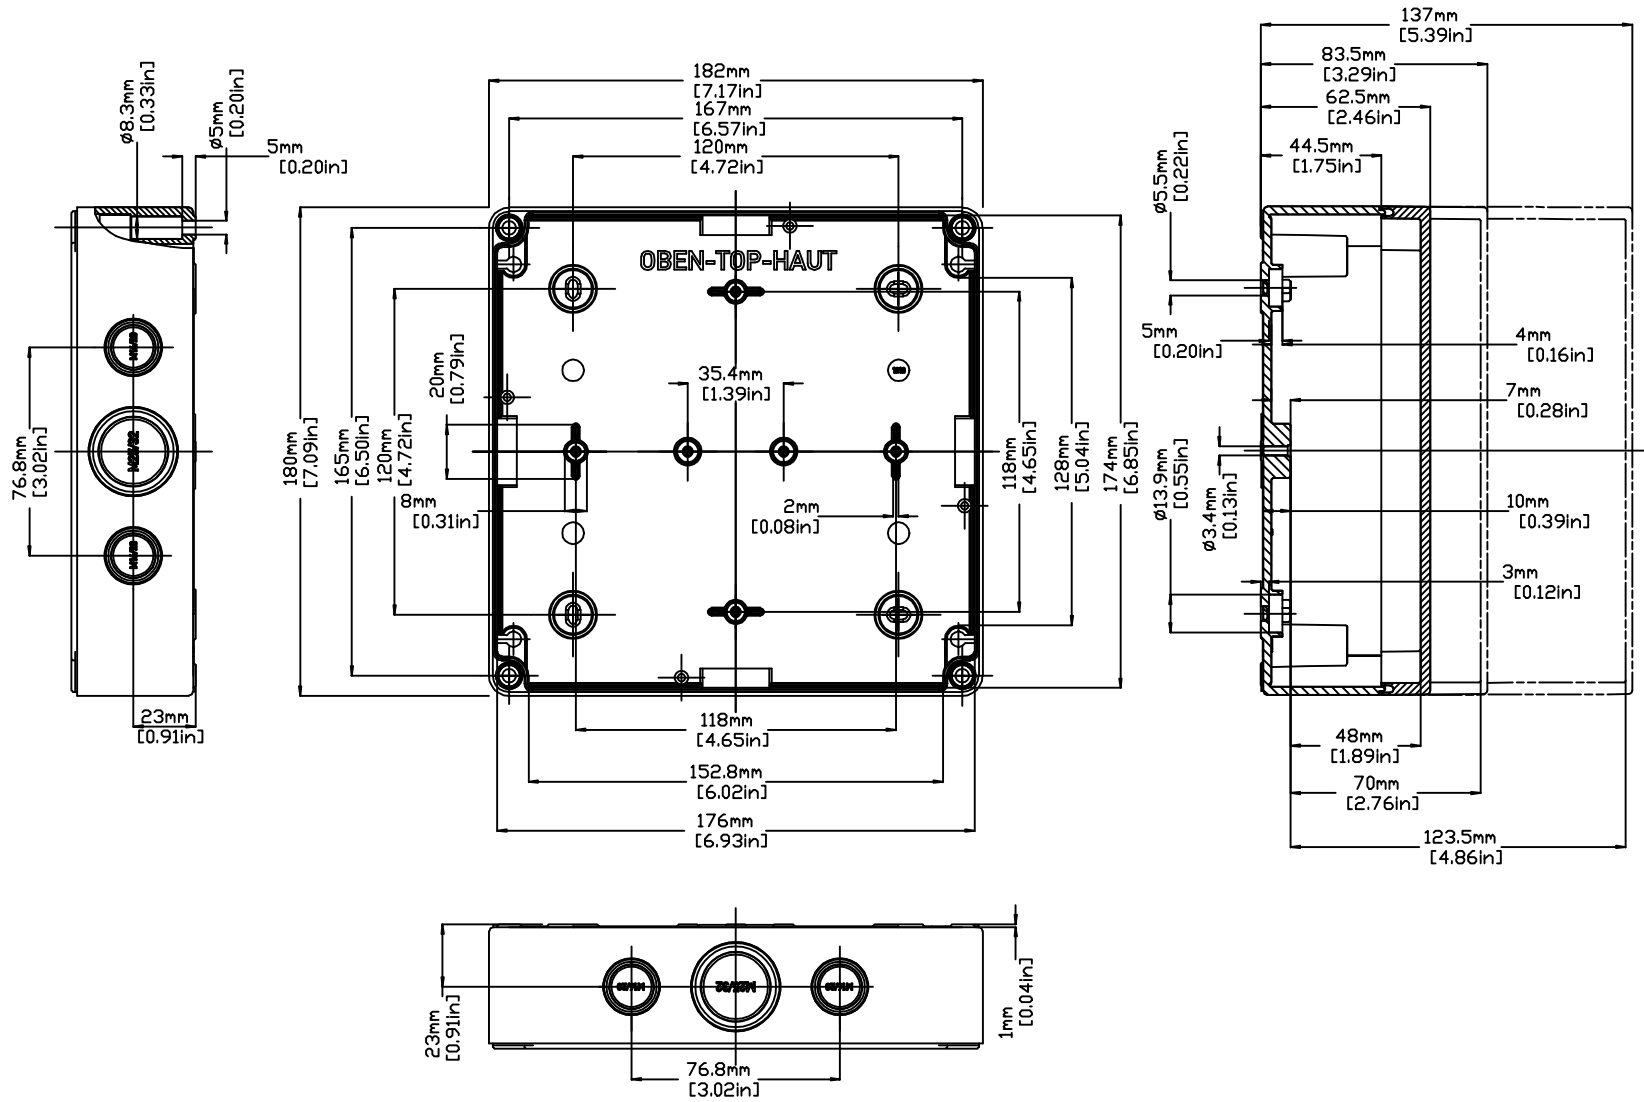 137mm
[5.39in]
83.5mm
[3.29in]
62.5mm
[2.46in]
44.5mm
[1.75in]
182mm
[7.17in]
167mm
[6.57in]
120mm
[4.72in]
ø8.3mm
[0.33in]
ø5mm
[0.20in]
5mm
[0.20in]
ø5.5mm
[0.22in]
OBEN-TOP-HAUT
5mm
[0.20in]
4mm
[0.16in]
20mm
[0.79in]
35.4mm
[1.39in]
7mm
[0.28in]
76.8mm
[3.02in]
M25/32
180mm
[7.09in]
165mm
[6.50in]
120mm
[4.72in]
118mm
[4.65in]
128mm
[5.04in]
174mm
[6.85in]
ø13.9mm
[0.55in]
ø3.4mm
[0.13in]
8mm
[0.31in]
2mm
[0.08in]
10mm
[0.39in]
3mm
[0.12in]
23mm
[0.91in]
118mm
[4.65in]
48mm
[1.89in]
152.8mm
[6.02in]
70mm
[2.76in]
176mm
[6.93in]
123.5mm
[4.86in]
M25/32
23mm
[0.91in]
1mm
[0.04in]
76.8mm
[3.02in]